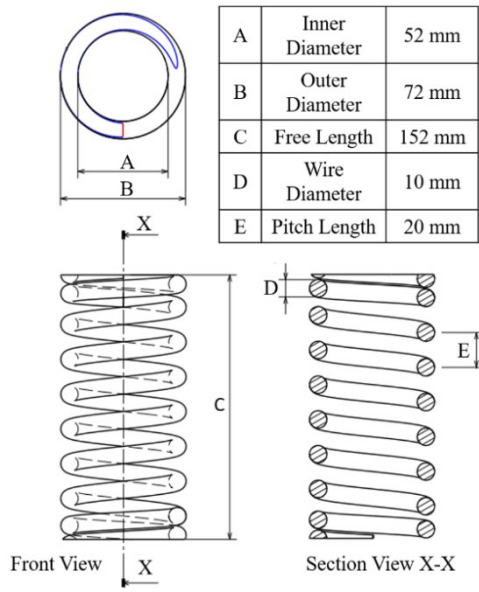 A Inner Diameter 52 mm
B Outer Diameter 72 mm
C Free Length 152 mm
D Wire Diameter 10 mm
E Pitch Length 20 mm
A
B
X
D
E
C
Front View
X
Section View X-X